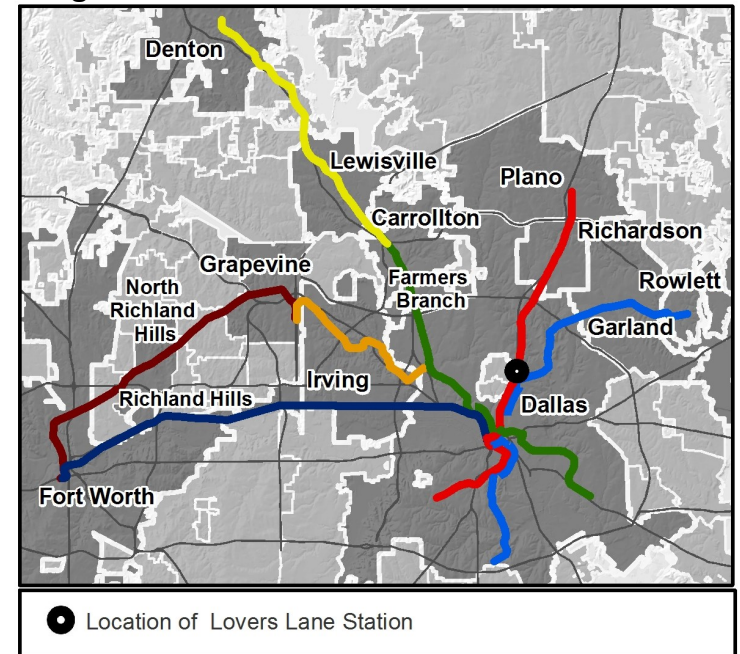 Denton
Lewisville
Plano
Carrollton
Richardson
Grapevine
Farmers
Branch
Rowlett
North
Richland
Hills
Garland
Irving
Richland Hills
Dallas
Fort Worth
Location of Lovers Lane Station